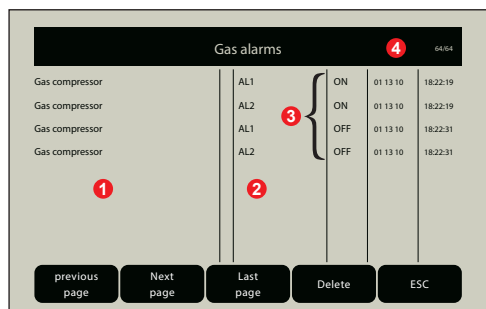 Gas alarms 4 64/64
Gas compressor AL1 ON 01 13 10 18:22:19
Gas compressor AL2 ON 01 13 10 18:22:19
3
Gas compressor AL1 OFF 01 13 10 18:22:31
Gas compressor AL2 OFF 01 13 10 18:22:31
1 2
previous page
Next page
Last page
Delete
ESC